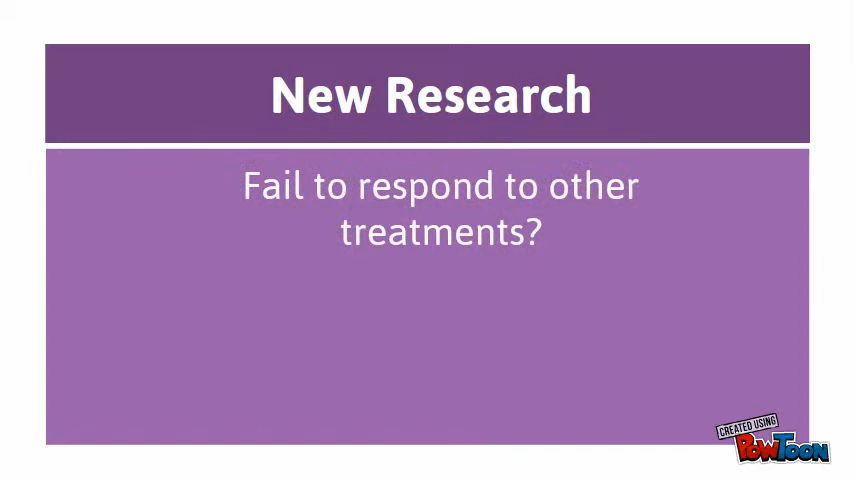 New Research
Fail to respond to other
treatments?
CREATED USING
POWTOON